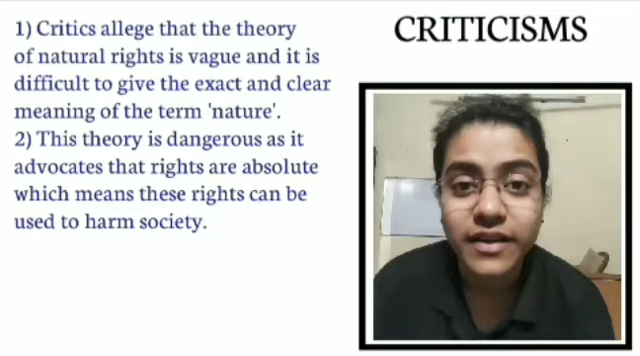 CRITICISMS
1) Critics allege that the theory
of natural rights is vague and it is
difficult to give the exact and clear
meaning of the term 'nature'.
2) This theory is dangerous as it
advocates that rights are absolute
which means these rights can be
used to harm society.